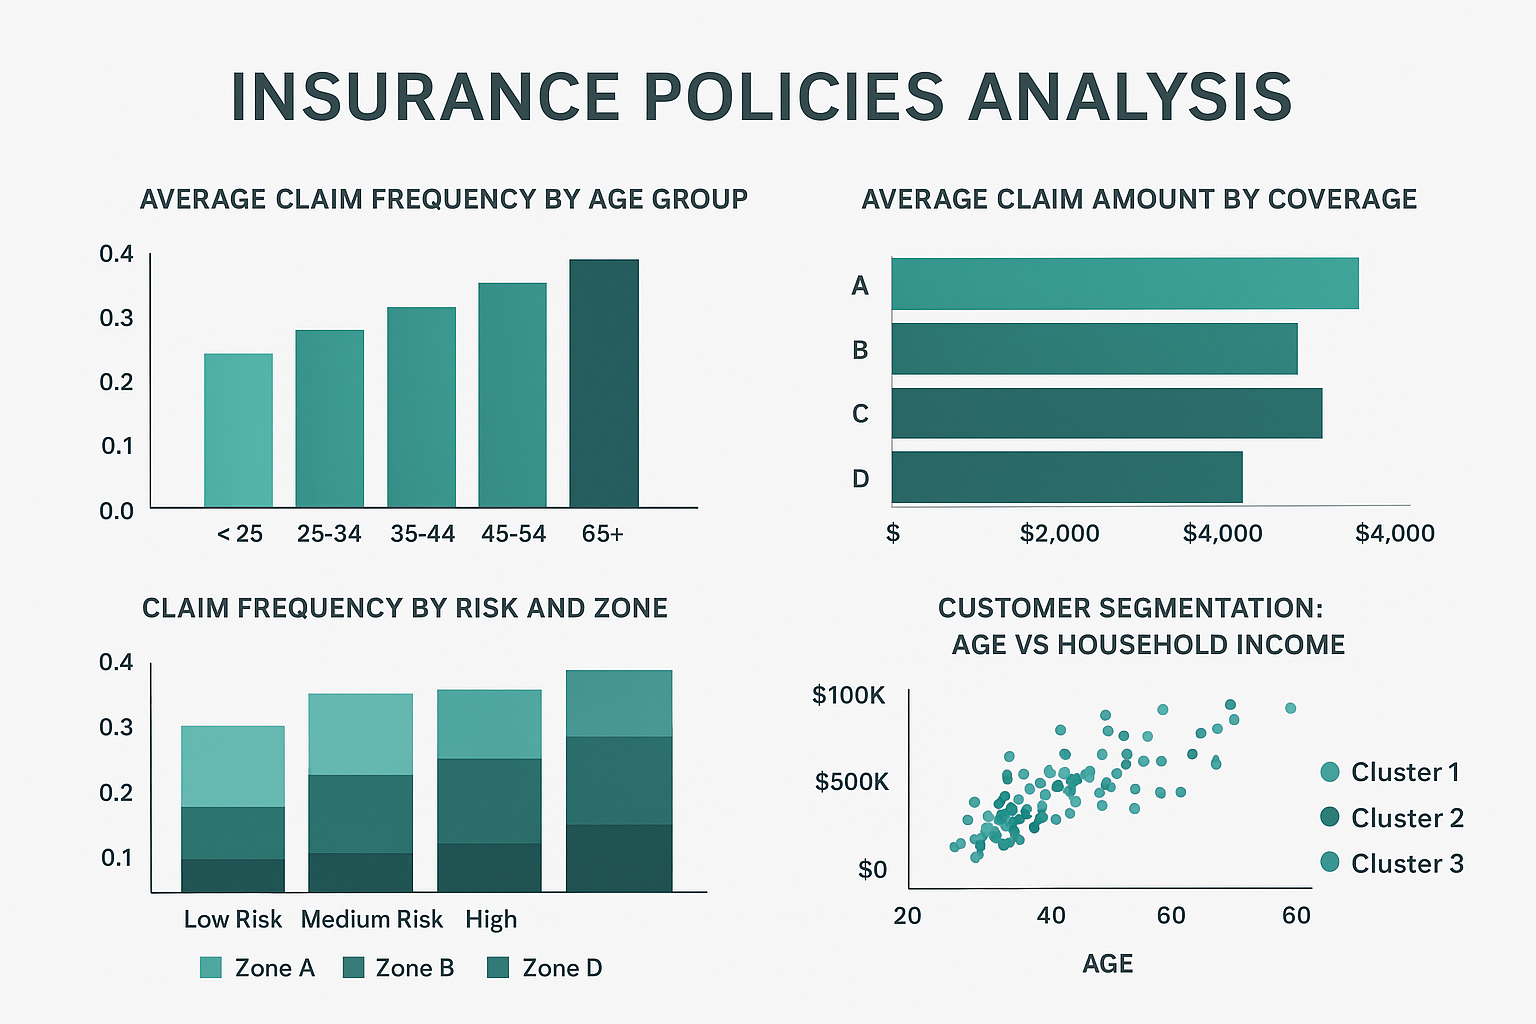 INSURANCE POLICIES ANALYSIS
AVERAGE CLAIM FREQUENCY BY AGE GROUP
0.4
0.3
0.2
0.1
0.0
< 25 25-34 35-44 45-54 65+
AVERAGE CLAIM AMOUNT BY COVERAGE
A
B
C
D
$ $2,000 $4,000 $4,000
CLAIM FREQUENCY BY RISK AND ZONE
0.4
0.3
0.2
0.1
Low Risk Medium Risk High
Zone A Zone B Zone D
CUSTOMER SEGMENTATION:
AGE VS HOUSEHOLD INCOME
$100K
$500K
$0
20 40 60 60
AGE
Cluster 1
Cluster 2
Cluster 3